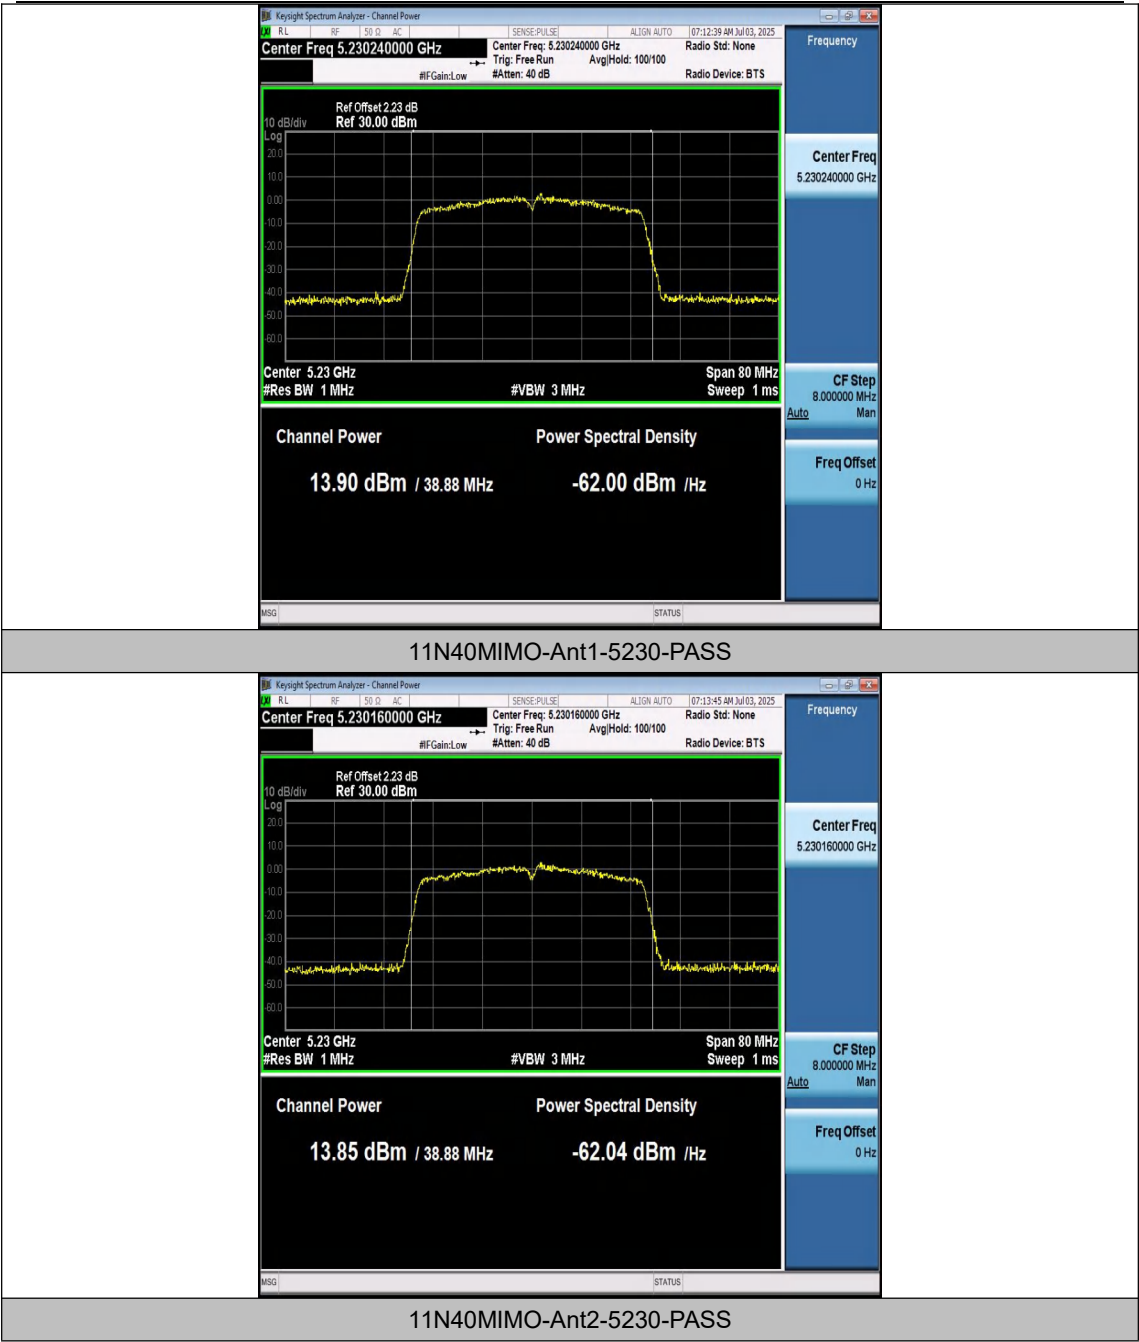 Keysight Spectrum Analyzer - Channel Power
RL RF 50 Ω AC SENSE:PULSE ALIGN AUTO 07:12:39 AM Jul 03, 2025
Center Freq 5.230240000 GHz
Center Freq: 5.230240000 GHz Radio Std: None
Trig: Free Run Avg|Hold: 100/100
#IFGain:Low #Atten: 40 dB Radio Device: BTS
Frequency
Ref Offset 2.23 dB
10 dB/div Ref 30.00 dBm
Log
20.0
10.0
0.00
-10.0
-20.0
-30.0
-40.0
-50.0
-60.0
Center 5.23 GHz Span 80 MHz
#Res BW 1 MHz #VBW 3 MHz Sweep 1 ms
Center Freq
5.230240000 GHz
CF Step
8.000000 MHz
Auto Man
Freq Offset
0 Hz
Channel Power Power Spectral Density
13.90 dBm / 38.88 MHz -62.00 dBm /Hz
MSG STATUS
11N40MIMO-Ant1-5230-PASS
Keysight Spectrum Analyzer - Channel Power
RL RF 50 Ω AC SENSE:PULSE ALIGN AUTO 07:13:45 AM Jul 03, 2025
Center Freq 5.230160000 GHz
Center Freq: 5.230160000 GHz Radio Std: None
Trig: Free Run Avg|Hold: 100/100
#IFGain:Low #Atten: 40 dB Radio Device: BTS
Frequency
Ref Offset 2.23 dB
10 dB/div Ref 30.00 dBm
Log
20.0
10.0
0.00
-10.0
-20.0
-30.0
-40.0
-50.0
-60.0
Center 5.23 GHz Span 80 MHz
#Res BW 1 MHz #VBW 3 MHz Sweep 1 ms
Center Freq
5.230160000 GHz
CF Step
8.000000 MHz
Auto Man
Freq Offset
0 Hz
Channel Power Power Spectral Density
13.85 dBm / 38.88 MHz -62.04 dBm /Hz
MSG STATUS
11N40MIMO-Ant2-5230-PASS